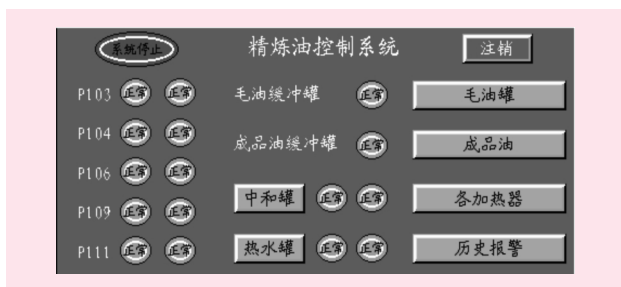 系统停止 精炼油控制系统 注销
P103 正常 正常 毛油缓冲罐 正常 毛油罐
P104 正常 正常 成品油缓冲罐 正常 成品油
P106 正常 正常
中和罐 正常 正常 各加热器
P109 正常 正常
P111 正常 正常 热水罐 正常 正常 历史报警